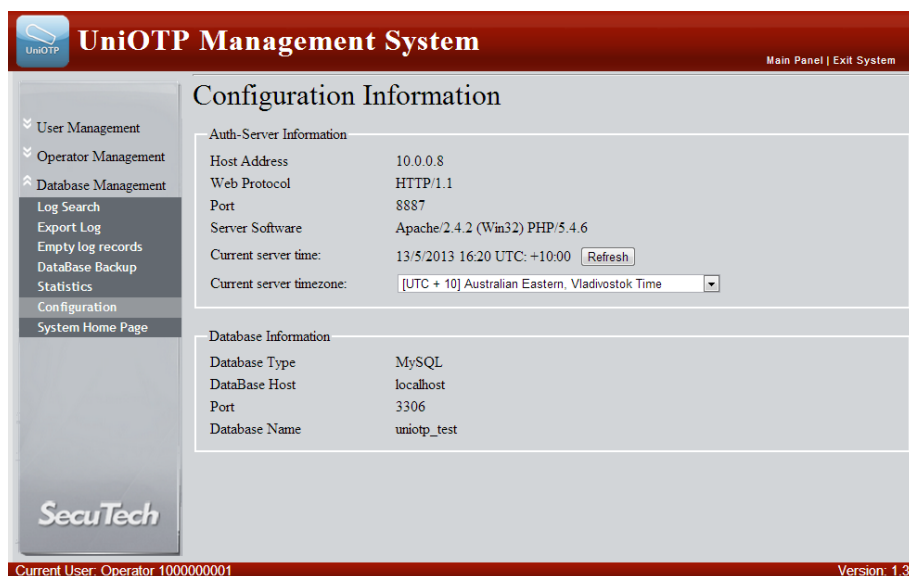 UniOTP
UniOTP Management System
Main Panel | Exit System
User Management
Operator Management
Database Management
Log Search
Export Log
Empty log records
DataBase Backup
Statistics
Configuration
System Home Page
SecuTech
Configuration Information
Auth-Server Information
Host Address 10.0.0.8
Web Protocol HTTP/1.1
Port 8887
Server Software Apache/2.4.2 (Win32) PHP/5.4.6
Current server time: 13/5/2013 16:20 UTC: +10:00 Refresh
Current server timezone: [UTC + 10] Australian Eastern, Vladivostok Time
Database Information
Database Type MySQL
DataBase Host localhost
Port 3306
Database Name uniotp_test
Current User: Operator 1000000001
Version: 1.3